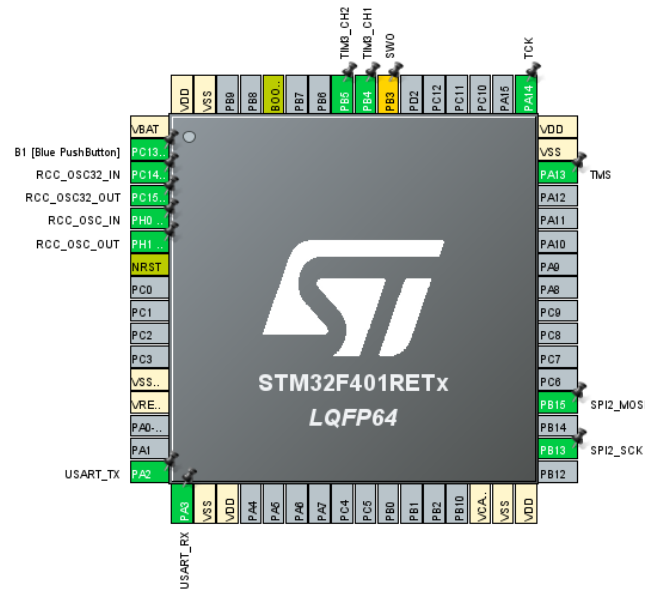 TIM3_CH2
TIM3_CH1
SWO
TCK
VDD
VSS
PB9
PB8
BOO..
PB7
PB6
PB5
PB4
PB3
PD2
PC12
PC11
PC10
PA15
PA14
VBAT
B1 [Blue PushButton]
PC13..
RCC_OSC32_IN
PC14..
RCC_OSC32_OUT
PC15..
RCC_OSC_IN
PH0 ..
RCC_OSC_OUT
PH1 ..
NRST
PC0
PC1
PC2
PC3
VSS..
VRE..
PA0-..
PA1
USART_TX
PA2
VDD
VSS
PA13
TMS
PA12
PA11
PA10
PA9
PA8
PC9
PC8
PC7
PC6
PB15
SPI2_MOSI
PB14
PB13
SPI2_SCK
PB12
STM32F401RETx
LQFP64
PA3
VSS
VDD
PA4
PA5
PA6
PA7
PC4
PC5
PB0
PB1
PB2
PB10
VCA..
VSS
VDD
USART_RX